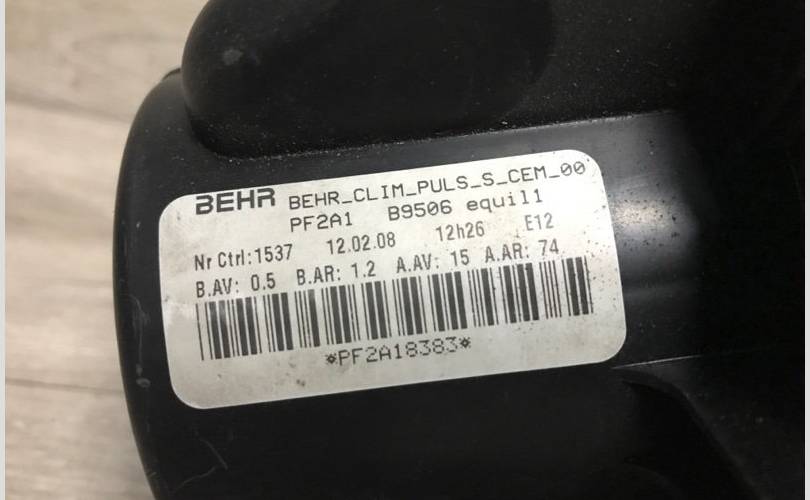 BEHR BEHR_CLIM_PULS_S_CEM_00
PF2A1 B9506 equil1
Nr Ctrl:1537 12.02.08 12h26 E12
B.AV: 0.5 B.AR: 1.2 A.AV: 15 A.AR: 74
*PF2A18383*